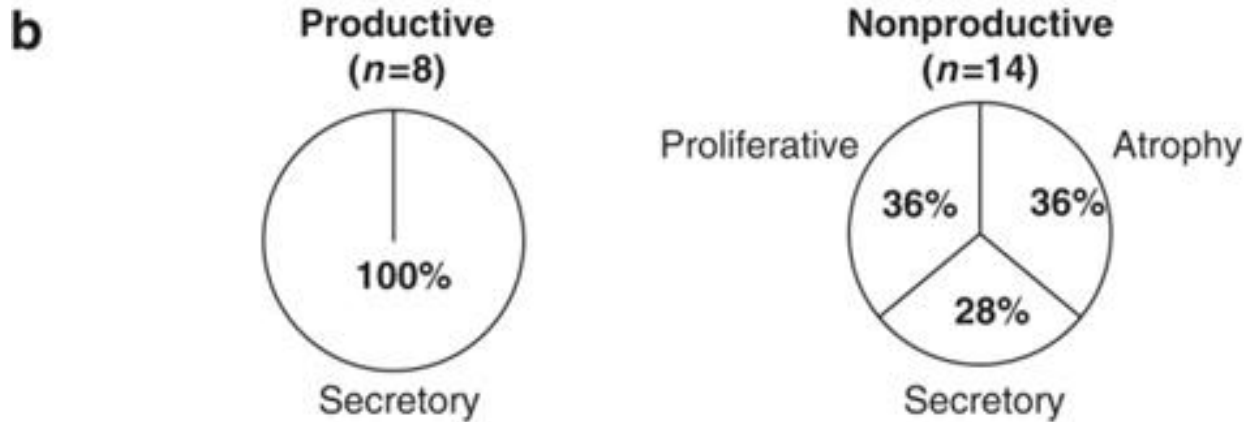 b
Productive
(n=8)
100%
Secretory
Nonproductive
(n=14)
Proliferative
Atrophy
36%
36%
28%
Secretory